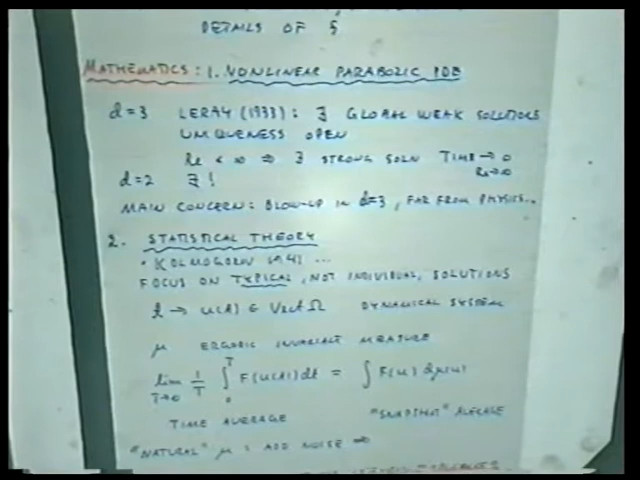 DETAILS OF
MATHEMATICS: 1. NONLINEAR PARABOLIC PDE
d=3 LERAY (1933): ∃ GLOBAL WEAK SOLUTIONS
UNIQUENESS OPEN
Re < ∞ ⇒ ∃ STRONG SOLN TIME → 0
Re→∞
d=2 ∃!
MAIN CONCERN: BLOW-UP IN d=3, FAR FROM PHYSICS..
2. STATISTICAL THEORY
• KOLMOGOROV 1941 ...
FOCUS ON TYPICAL, NOT INDIVIDUAL, SOLUTIONS
t → u(t) ∈ Vect Ω DYNAMICAL SYSTEM
μ ERGODIC INVARIANT MEASURE
lim T→∞ 1/T ∫₀ᵀ F(u(t))dt = ∫ F(u) dμ(u)
TIME AVERAGE "SNAPSHOT" AVERAGE
"NATURAL" μ : ADD NOISE ⇒